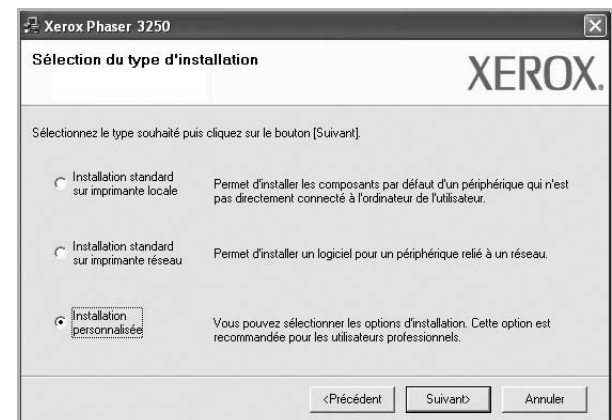 Xerox Phaser 3250
Sélection du type d'installation
XEROX.
Sélectionnez le type souhaité puis cliquez sur le bouton [Suivant].
Installation standard
sur imprimante locale
Permet d'installer les composants par défaut d'un périphérique qui n'est
pas directement connecté à l'ordinateur de l'utilisateur.
Installation standard
sur imprimante réseau
Permet d'installer un logiciel pour un périphérique relié à un réseau.
Installation
personnalisée
Vous pouvez sélectionner les options d'installation. Cette option est
recommandée pour les utilisateurs professionnels.
<Précédent
Suivant>
Annuler